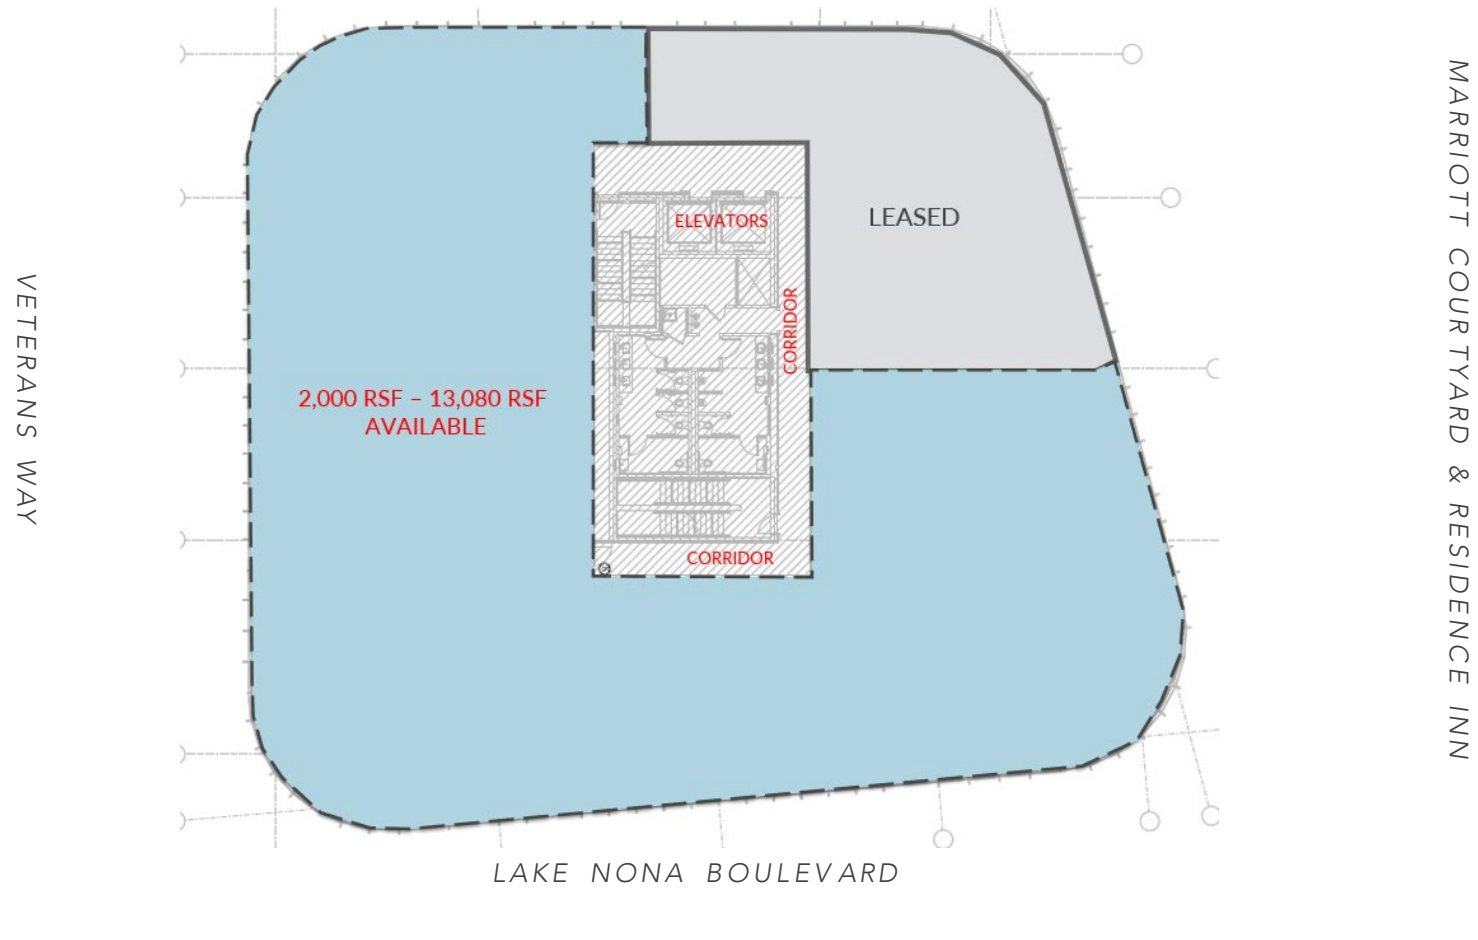 ELEVATORS
LEASED
CORRIDOR
2,000 RSF – 13,080 RSF
AVAILABLE
CORRIDOR
VETERANS WAY
MARRIOTT COURTYARD & RESIDENCE INN
LAKE NONA BOULEVARD